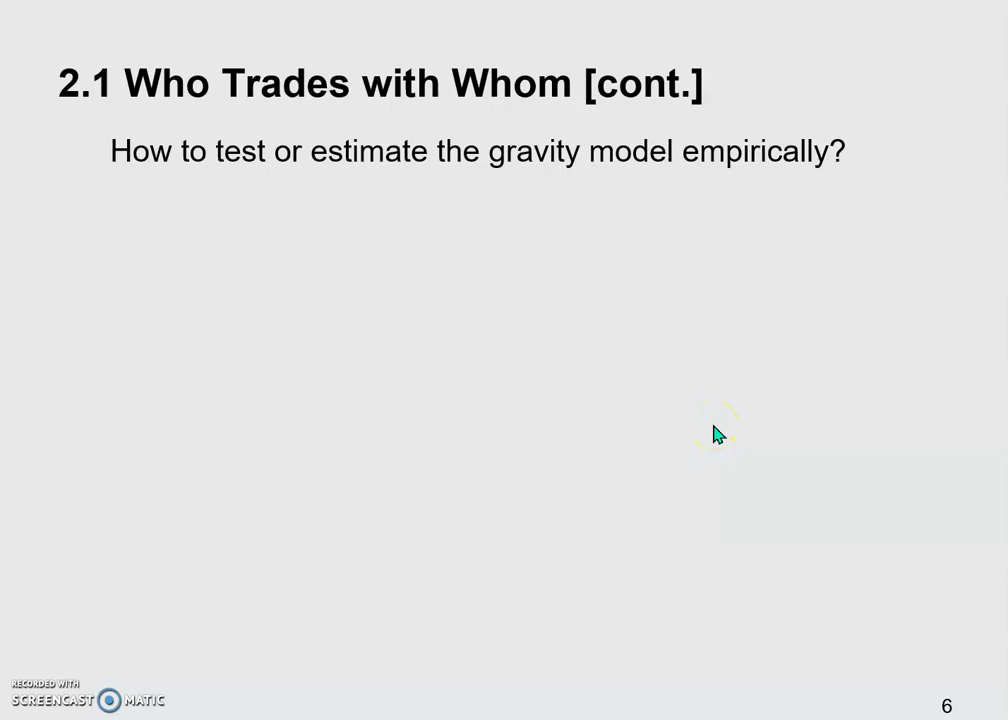 2.1 Who Trades with Whom [cont.]
How to test or estimate the gravity model empirically?
RECORDED WITH
SCREENCAST MATIC
6